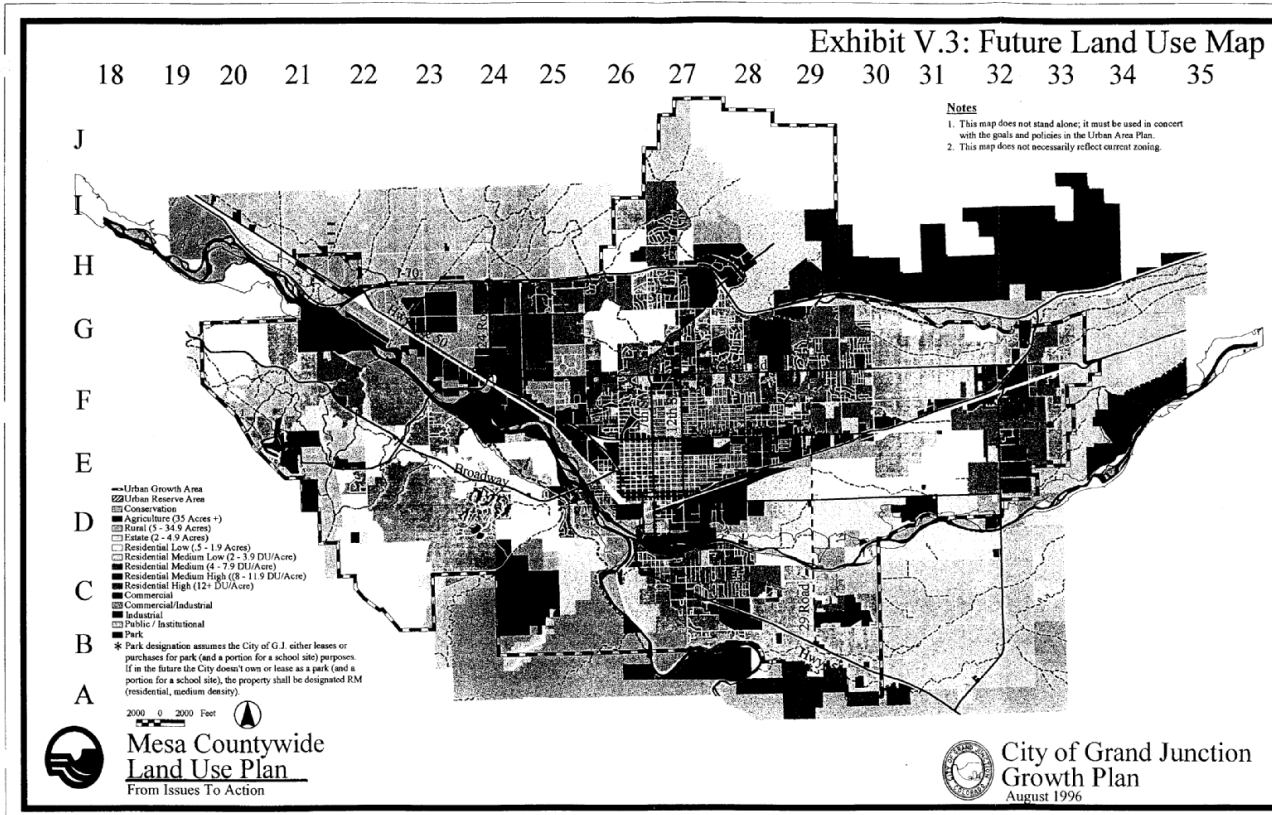 Exhibit V.3: Future Land Use Map
18 19 20 21 22 23 24 25 26 27 28 29 30 31 32 33 34 35
Notes
1. This map does not stand alone; it must be used in concert
with the goals and policies in the Urban Area Plan.
2. This map does not necessarily reflect current zoning.
J
I
H
G
F
E
D
C
B
A
I-70
Broadway
12th St
29 Road
Urban Growth Area
Urban Reserve Area
Conservation
Agriculture (35 Acres +)
Rural (5 - 34.9 Acres)
Estate (2 - 4.9 Acres)
Residential Low (.5 - 1.9 Acres)
Residential Medium Low (2 - 3.9 DU/Acre)
Residential Medium (4 - 7.9 DU/Acre)
Residential Medium High ((8 - 11.9 DU/Acre)
Residential High (12+ DU/Acre)
Commercial
Commercial/Industrial
Industrial
Public / Institutional
Park
* Park designation assumes the City of G.J. either leases or
purchases for park (and a portion for a school site) purposes.
If in the future the City doesn't own or lease as a park (and a
portion for a school site), the property shall be designated RM
(residential, medium density).
2000 0 2000 Feet
Mesa Countywide
Land Use Plan
From Issues To Action
City of Grand Junction
Growth Plan
August 1996